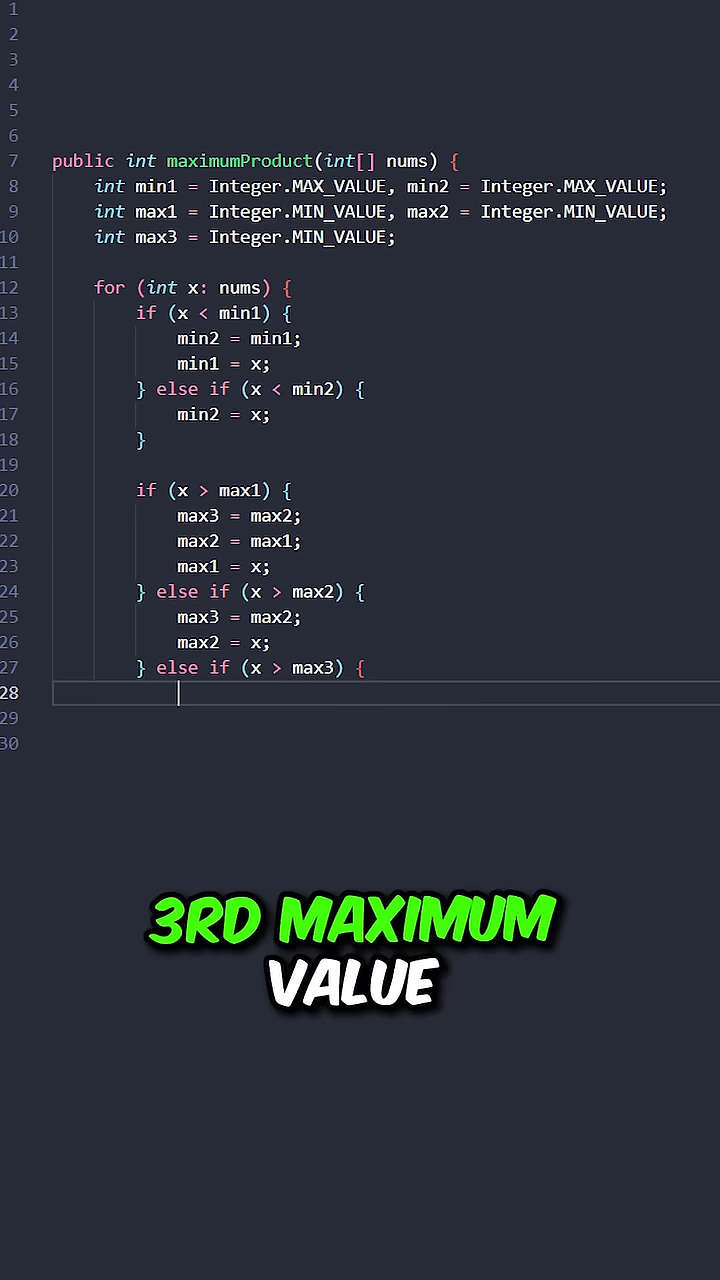 1
2
3
4
5
6
7 public int maximumProduct(int[] nums) {
8     int min1 = Integer.MAX_VALUE, min2 = Integer.MAX_VALUE;
9     int max1 = Integer.MIN_VALUE, max2 = Integer.MIN_VALUE;
10     int max3 = Integer.MIN_VALUE;
11
12     for (int x: nums) {
13         if (x < min1) {
14             min2 = min1;
15             min1 = x;
16         } else if (x < min2) {
17             min2 = x;
18         }
19
20         if (x > max1) {
21             max3 = max2;
22             max2 = max1;
23             max1 = x;
24         } else if (x > max2) {
25             max3 = max2;
26             max2 = x;
27         } else if (x > max3) {
28
29
30
3RD MAXIMUM
VALUE